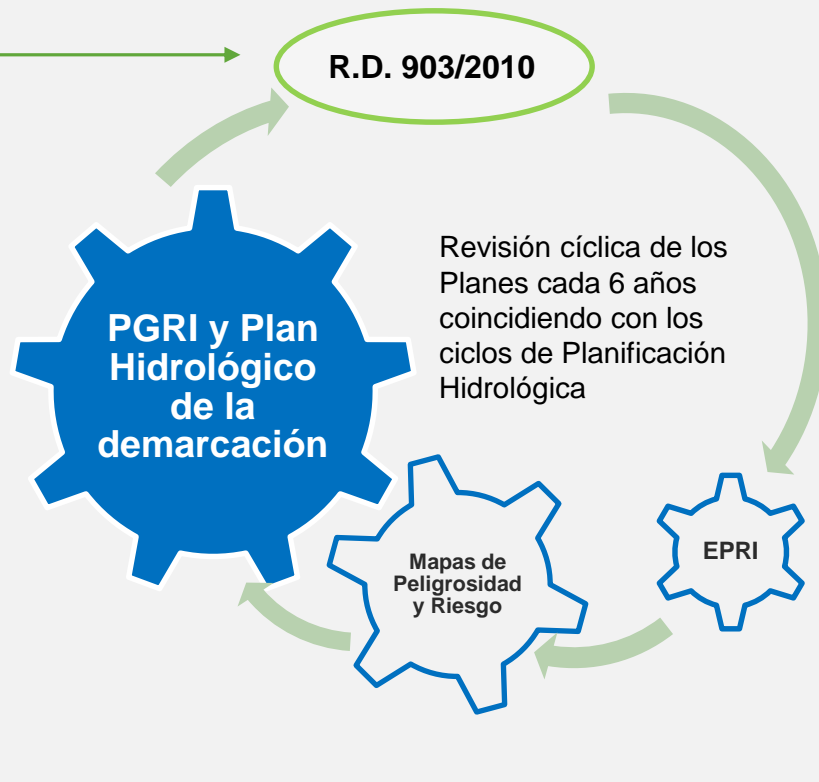 R.D. 903/2010
Revisión cíclica de los
Planes cada 6 años
coincidiendo con los
ciclos de Planificación
Hidrológica
PGRI y Plan
Hidrológico
de la
demarcación
Mapas de
Peligrosidad
y Riesgo
EPRI